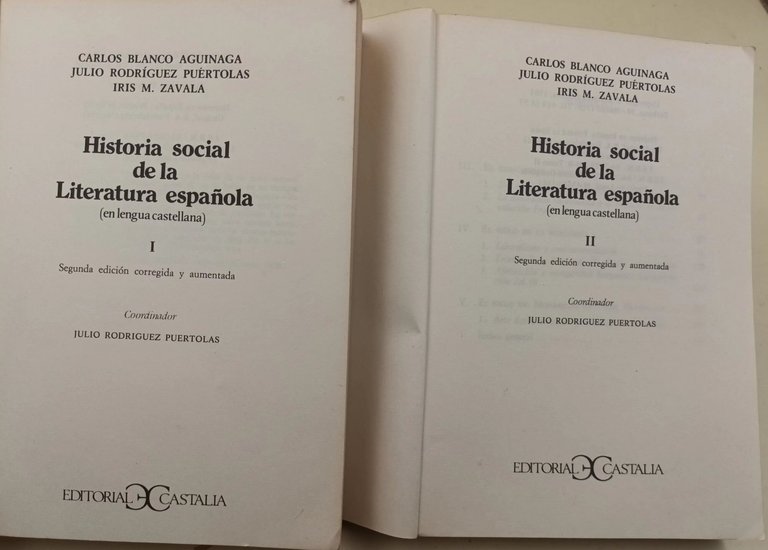 CARLOS BLANCO AGUINAGA
JULIO RODRÍGUEZ PUÉRTOLAS
IRIS M. ZAVALA
Historia social
de la
Literatura española
(en lengua castellana)
I
Segunda edición corregida y aumentada
Coordinador
JULIO RODRIGUEZ PUERTOLAS
EDITORIAL CASTALIA
CARLOS BLANCO AGUINAGA
JULIO RODRÍGUEZ PUÉRTOLAS
IRIS M. ZAVALA
Historia social
de la
Literatura española
(en lengua castellana)
II
Segunda edición corregida y aumentada
Coordinador
JULIO RODRIGUEZ PUERTOLAS
EDITORIAL CASTALIA